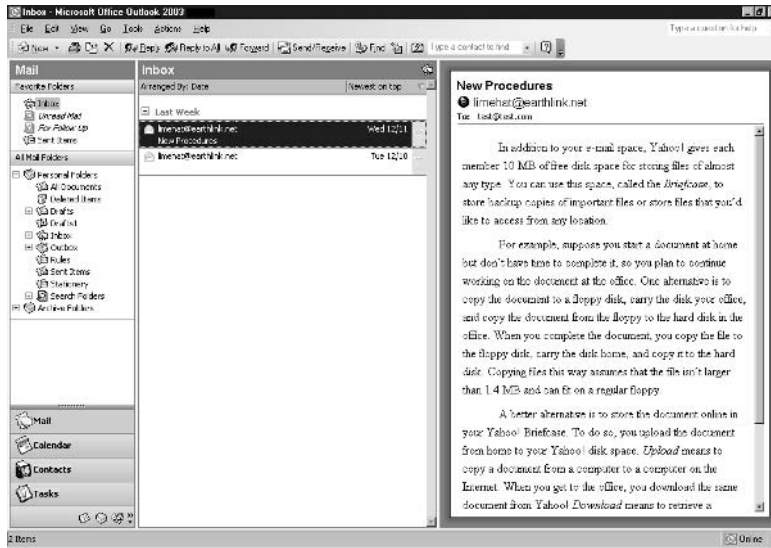 Inbox - Microsoft Office Outlook 2003
File Edit View Go Tools Actions Help
Type a question for help
New Reply Reply to All Forward Send/Receive Find Type a contact to find
Mail
Favorite Folders
Inbox
Unread Mail
For Follow Up
Sent Items
All Mail Folders
Personal Folders
All Documents
Deleted Items
Drafts
Inbox
Outbox
Rules
Sent Items
Stationery
Search Folders
Archive Folders
Mail
Calendar
Contacts
Tasks
2 Items
Inbox
Arranged By: Date Newest on top
Last Week
limehat@earthlink.net Wed 12/11
New Procedures
limehat@earthlink.net Tue 12/10
New Procedures
limehat@earthlink.net
To: test@test.com
In addition to your e-mail space, Yahoo! gives each
member 10 MB of free disk space for storing files of almost
any type. You can use this space, called the Briefcase, to
store backup copies of important files or store files that you'd
like to access from any location.
For example, suppose you start a document at home
but don't have time to complete it, so you plan to continue
working on the document at the office. One alternative is to
copy the document to a floppy disk, carry the disk your office,
and copy the document from the floppy to the hard disk in the
office. When you complete the document, you copy the file to
the floppy disk, carry the disk home, and copy it to the hard
disk. Copying files this way assumes that the file isn't larger
than 1.4 MB and can fit on a regular floppy.
A better alternative is to store the document online in
your Yahoo! Briefcase. To do so, you upload the document
from home to your Yahoo! disk space. Upload means to
copy a document from a computer to a computer on the
Internet. When you get to the office, you download the same
document from Yahoo! Download means to retrieve a
Online